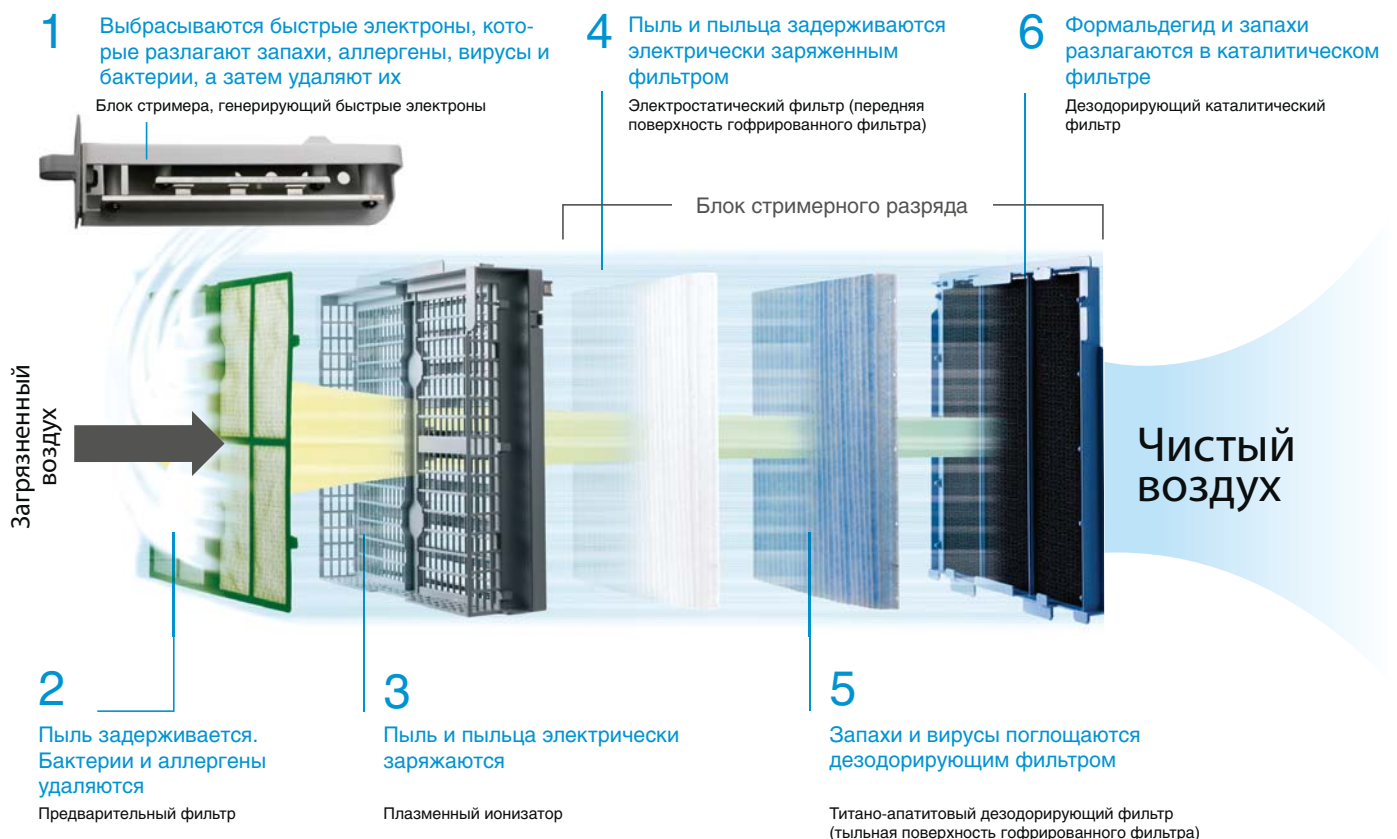 1
Выбрасываются быстрые электроны, кото-
рые разлагают запахи, аллергены, вирусы и
бактерии, а затем удаляют их
Блок стримера, генерирующий быстрые электроны
4
Пыль и пыльца задерживаются
электрически заряженным
фильтром
Электростатический фильтр (передняя
поверхность гофрированного фильтра)
6
Формальдегид и запахи
разлагаются в каталитическом
фильтре
Дезодорирующий каталитический
фильтр
Блок стримерного разряда
Загрязненный
воздух
Чистый
воздух
2
Пыль задерживается.
Бактерии и аллергены
удаляются
Предварительный фильтр
3
Пыль и пыльца электрически
заряжаются
Плазменный ионизатор
5
Запахи и вирусы поглощаются
дезодорирующим фильтром
Титано-апатитовый дезодорирующий фильтр
(тыльная поверхность гофрированного фильтра)